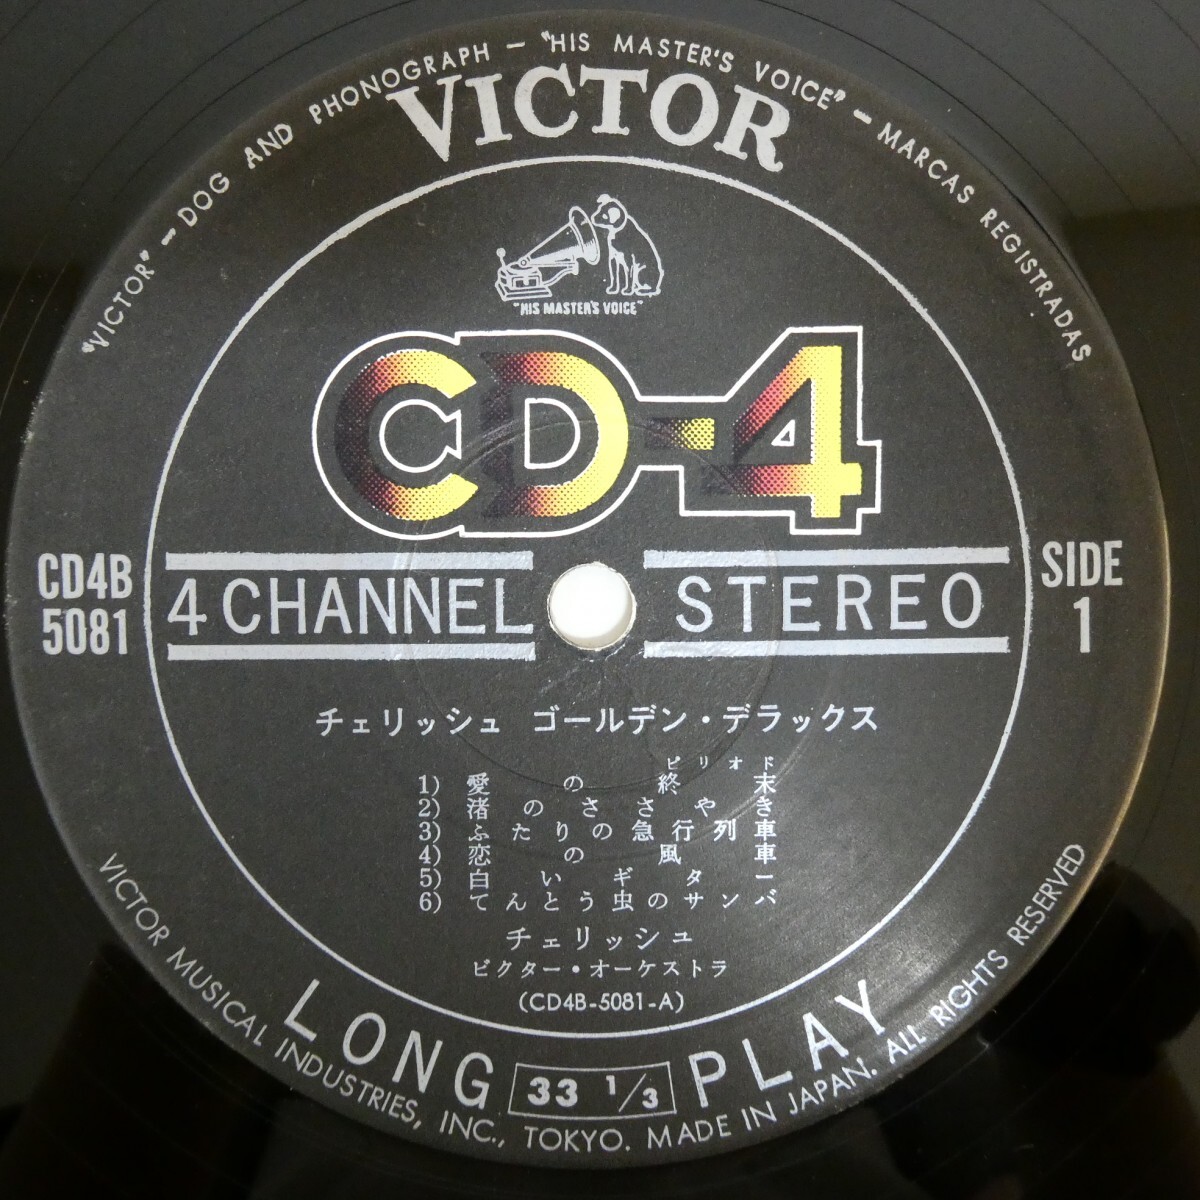 "VICTOR" – DOG AND PHONOGRAPH – "HIS MASTER'S VOICE" – MARCAS REGISTRADAS
VICTOR
"HIS MASTER'S VOICE"
CD-4
CD4B
5081
4 CHANNEL STEREO
SIDE
1
チェリッシュ ゴールデン・デラックス
ピリオド
1) 愛の終末
2) 渚のささやき
3) ふたりの急行列車
4) 恋の風車
5) 白いギター
6) てんとう虫のサンバ
チェリッシュ
ビクター・オーケストラ
(CD4B-5081-A)
LONG 33 1/3 PLAY
VICTOR MUSICAL INDUSTRIES, INC., TOKYO. MADE IN JAPAN. ALL RIGHTS RESERVED